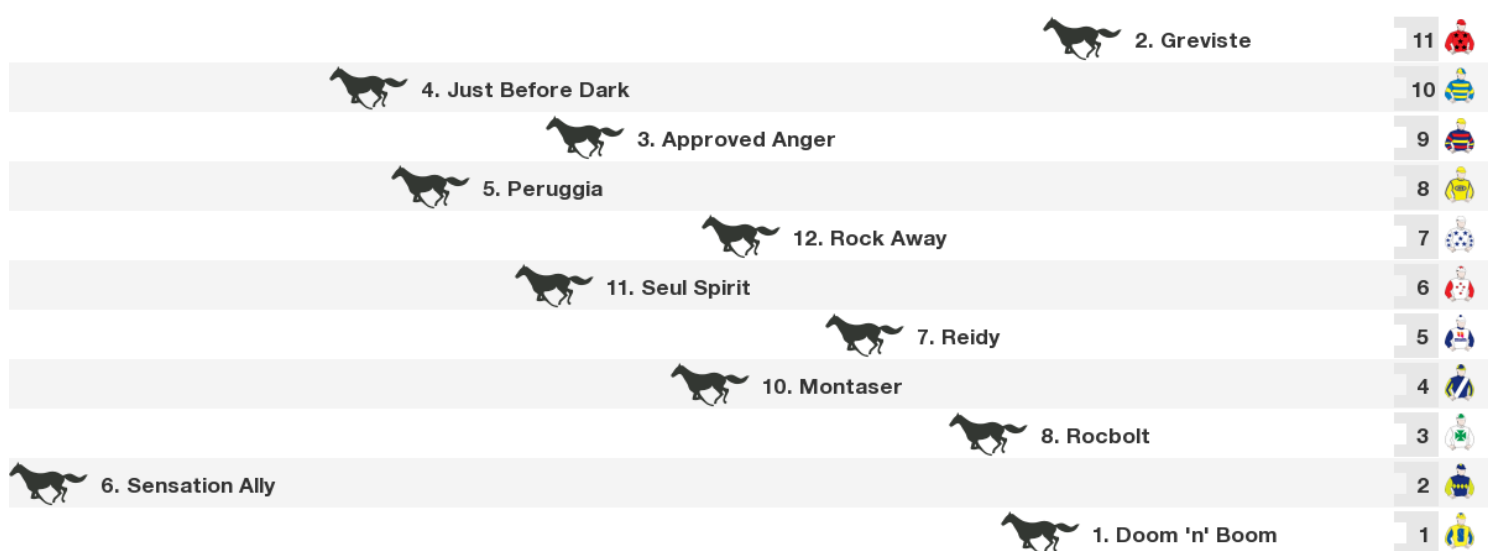 2. Greviste 11
4. Just Before Dark 10
3. Approved Anger 9
5. Peruggia 8
12. Rock Away 7
11. Seul Spirit 6
7. Reidy 5
10. Montaser 4
8. Rocbolt 3
6. Sensation Ally 2
1. Doom 'n' Boom 1